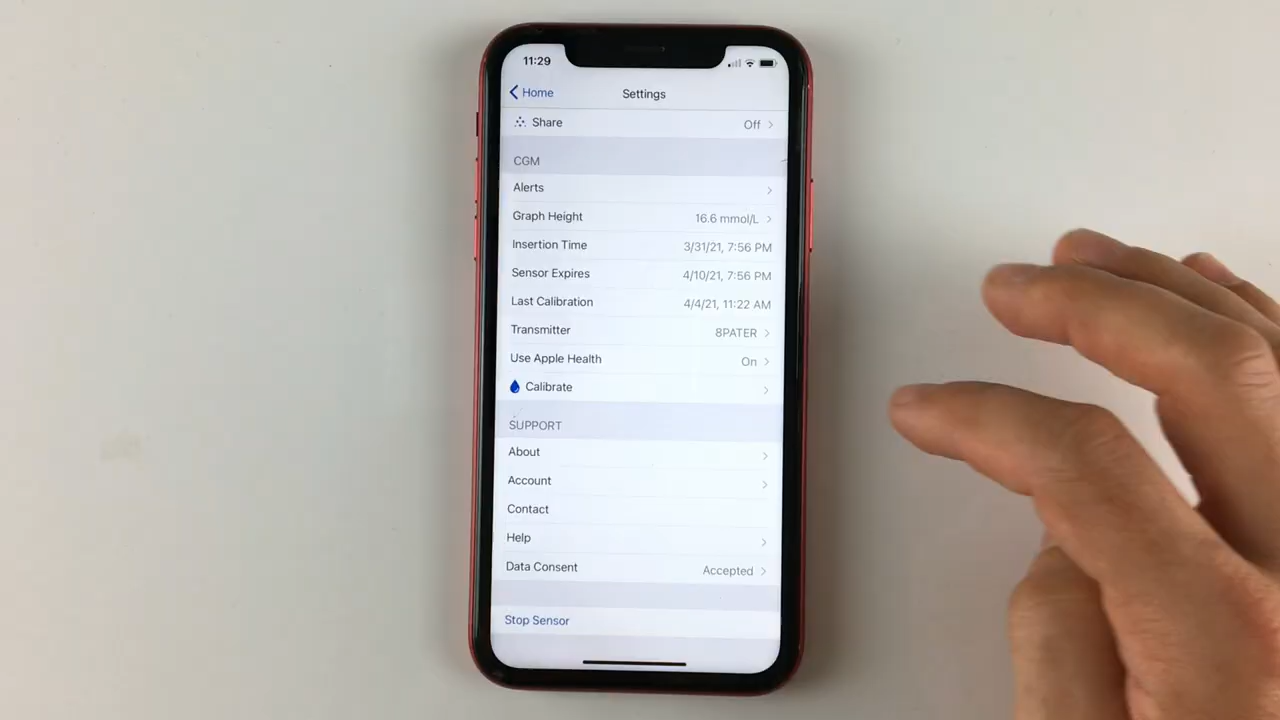 11:29
Home Settings
Share Off
CGM
Alerts
Graph Height 16.6 mmol/L
Insertion Time 3/31/21, 7:56 PM
Sensor Expires 4/10/21, 7:56 PM
Last Calibration 4/4/21, 11:22 AM
Transmitter 8PATER
Use Apple Health On
Calibrate
SUPPORT
About
Account
Contact
Help
Data Consent Accepted
Stop Sensor